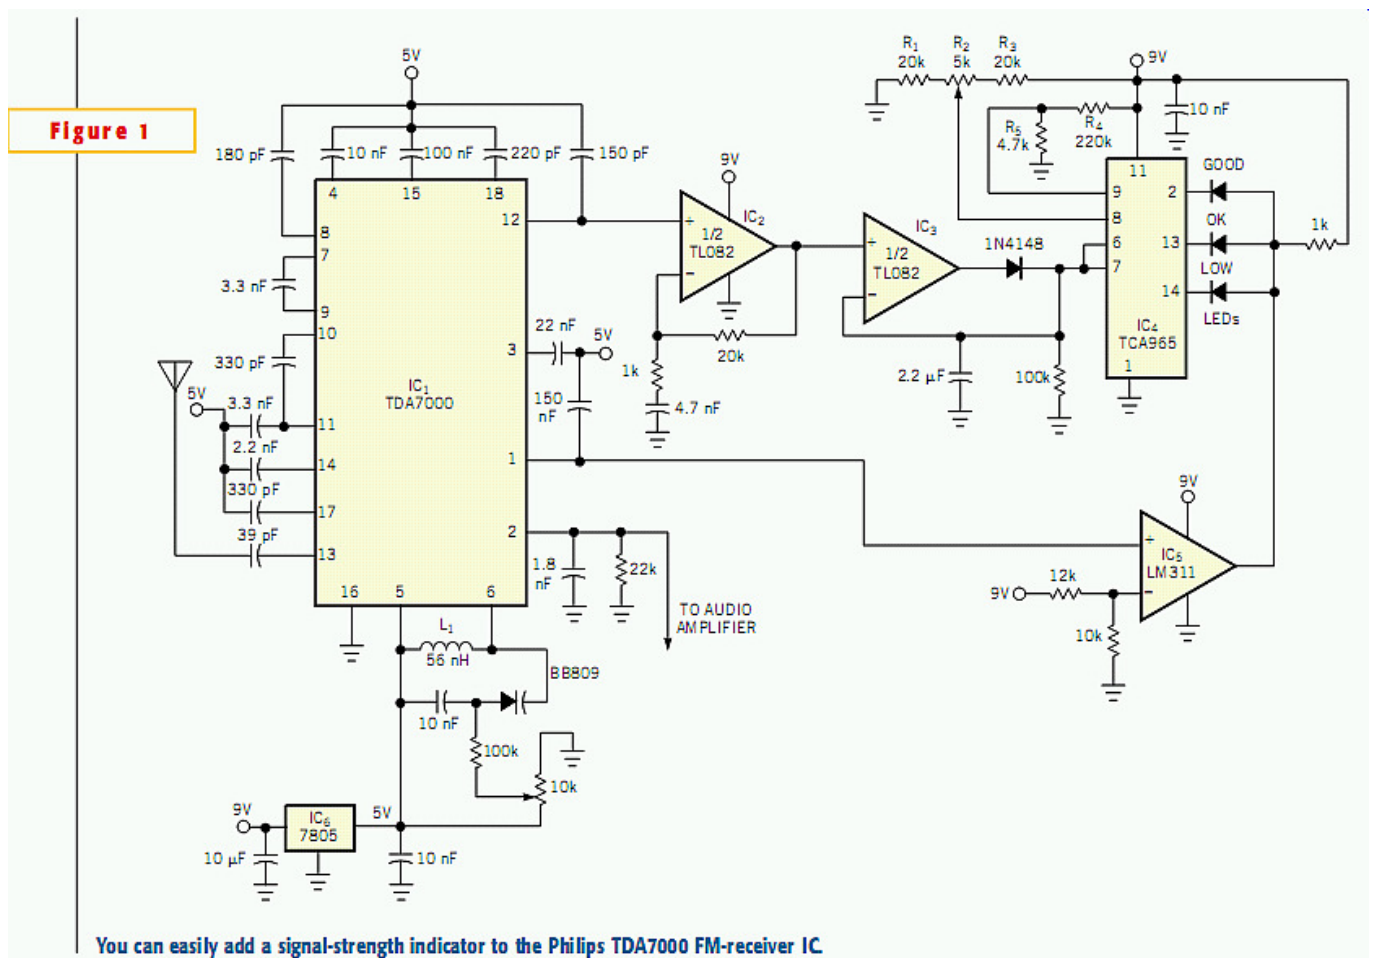 Figure 1
5V
180 pF
10 nF
100 nF
220 pF
150 pF
4
15
18
12
8
7
3.3 nF
9
10
330 pF
5V
3.3 nF
11
2.2 nF
14
330 pF
17
39 pF
13
IC1
TDA7000
3
22 nF
5V
150
nF
1
2
1.8
nF
22k
TO AUDIO
AMPLIFIER
16
5
6
L1
56 nH
BB809
10 nF
100k
10k
9V
IC6
7805
5V
10 µF
10 nF
9V
IC2
+
1/2
TL082
−
20k
1k
4.7 nF
IC3
+
1/2
TL082
−
1N4148
2.2 µF
100k
R1
20k
R2
5k
R3
20k
9V
10 nF
R5
4.7k
R4
220k
11
9
8
6
7
2
13
14
IC4
TCA965
1
GOOD
OK
LOW
LEDs
1k
9V
+
IC5
LM311
−
9V
12k
10k
You can easily add a signal-strength indicator to the Philips TDA7000 FM-receiver IC.